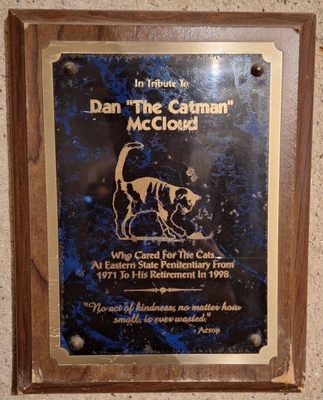 In Tribute To
Dan "The Catman"
McCloud
Who Cared For The Cats
At Eastern State Penitentiary From
1971 To His Retirement In 1998
"No act of kindness, no matter how
small, is ever wasted."
- Aesop